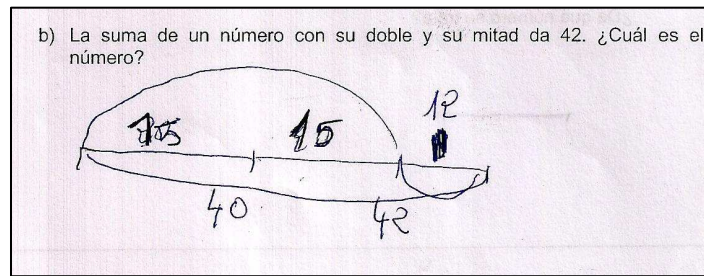 b) La suma de un número con su doble y su mitad da 42. ¿Cuál es el
número?
12
15 15
40 42